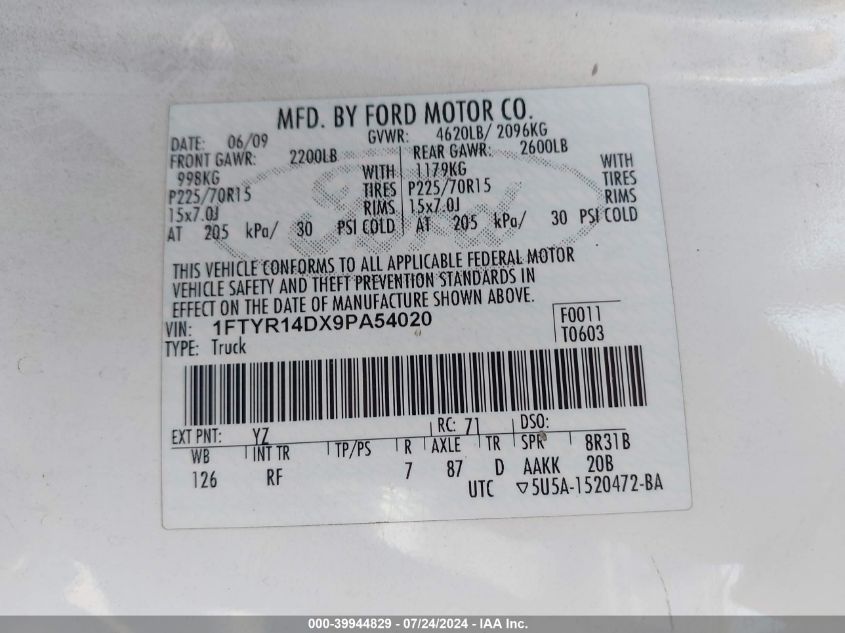 MFD. BY FORD MOTOR CO.
DATE: 06/09 GVWR: 4620LB/ 2096KG
FRONT GAWR: 2200LB REAR GAWR: 2600LB
998KG WITH 1179KG WITH
P225/70R15 TIRES P225/70R15 TIRES
15x7.0J RIMS 15x7.0J RIMS
AT 205 kPa/ 30 PSI COLD AT 205 kPa/ 30 PSI COLD
Ford
THIS VEHICLE CONFORMS TO ALL APPLICABLE FEDERAL MOTOR
VEHICLE SAFETY AND THEFT PREVENTION STANDARDS IN
EFFECT ON THE DATE OF MANUFACTURE SHOWN ABOVE.
VIN: 1FTYR14DX9PA54020 F0011
TYPE: Truck T0603
EXT PNT: YZ RC: 71 DSO:
WB INT TR TP/PS R AXLE TR SPR 8R31B
126 RF 7 87 D AAKK 20B
UTC ▽5U5A-1520472-BA
000-39944829 / 07/24/2024 - IAA Inc.